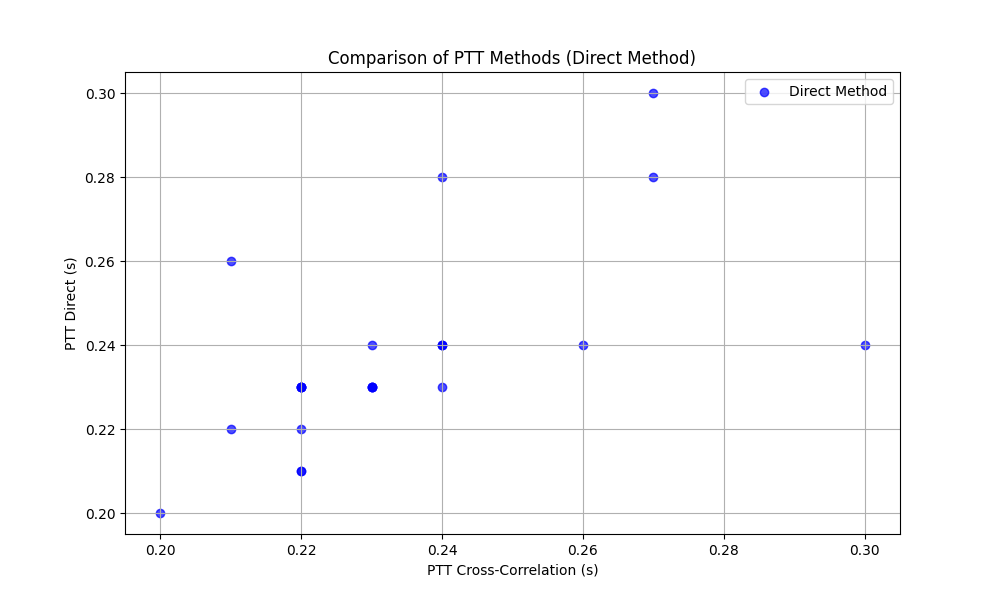 Comparison of PTT Methods (Direct Method)
Direct Method
0.30
0.28
0.26
0.24
0.22
0.20
PTT Direct (s)
0.20 0.22 0.24 0.26 0.28 0.30
PTT Cross-Correlation (s)